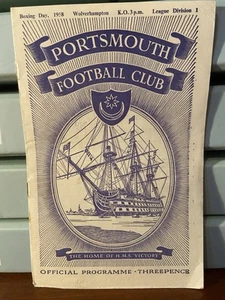 Boxing Day, 1958 Wolverhampton K.O. 3 p.m. League Division 1
PORTSMOUTH
FOOTBALL CLUB
THE HOME OF H.M.S. VICTORY
OFFICIAL PROGRAMME · THREEPENCE